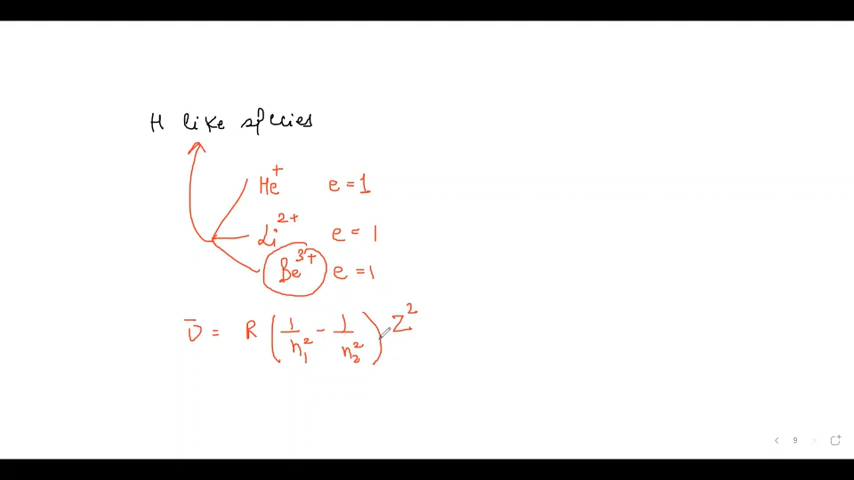 H like species
He⁺ e = 1
Li²⁺ e = 1
Be³⁺ e = 1
ῡ = R (1/n₁² - 1/n₂²) Z²
9